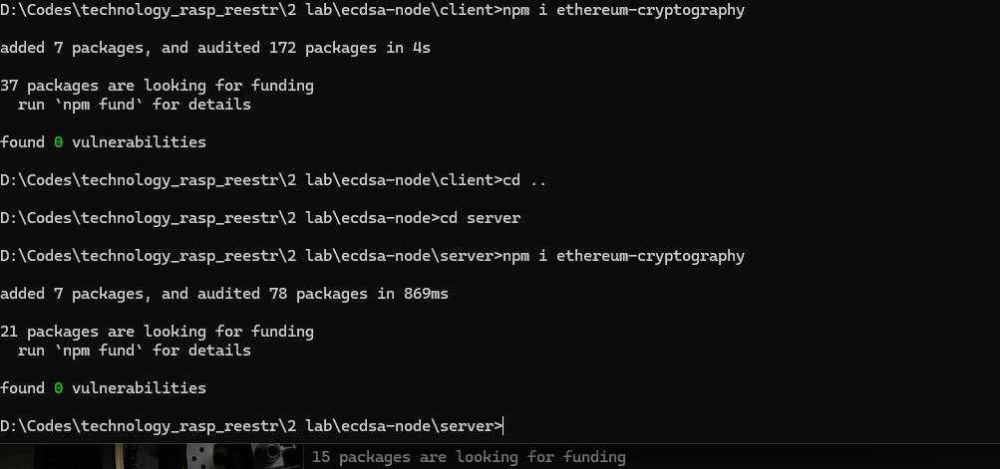 D:\Codes\technology_rasp_reestr\2 lab\ecdsa-node\client>npm i ethereum-cryptography
added 7 packages, and audited 172 packages in 4s
37 packages are looking for funding
  run `npm fund` for details
found 0 vulnerabilities
D:\Codes\technology_rasp_reestr\2 lab\ecdsa-node\client>cd ..
D:\Codes\technology_rasp_reestr\2 lab\ecdsa-node>cd server
D:\Codes\technology_rasp_reestr\2 lab\ecdsa-node\server>npm i ethereum-cryptography
added 7 packages, and audited 78 packages in 869ms
21 packages are looking for funding
  run `npm fund` for details
found 0 vulnerabilities
D:\Codes\technology_rasp_reestr\2 lab\ecdsa-node\server>
15 packages are looking for funding